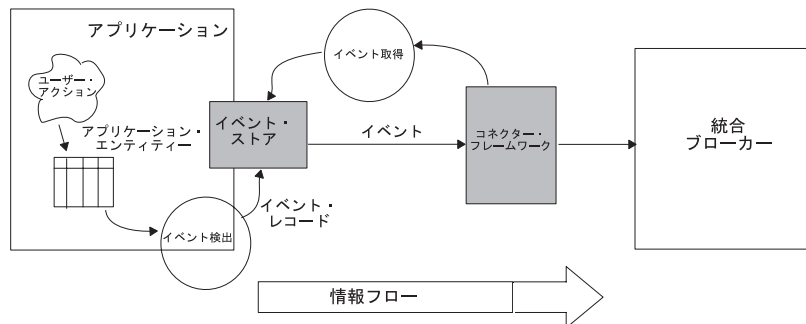 アプリケーション
ユーザー・
アクション
アプリケーション・
エンティティー
イベント検出
イベント・
レコード
イベント・
ストア
イベント取得
イベント
コネクター・
フレームワーク
統合
ブローカー
情報フロー